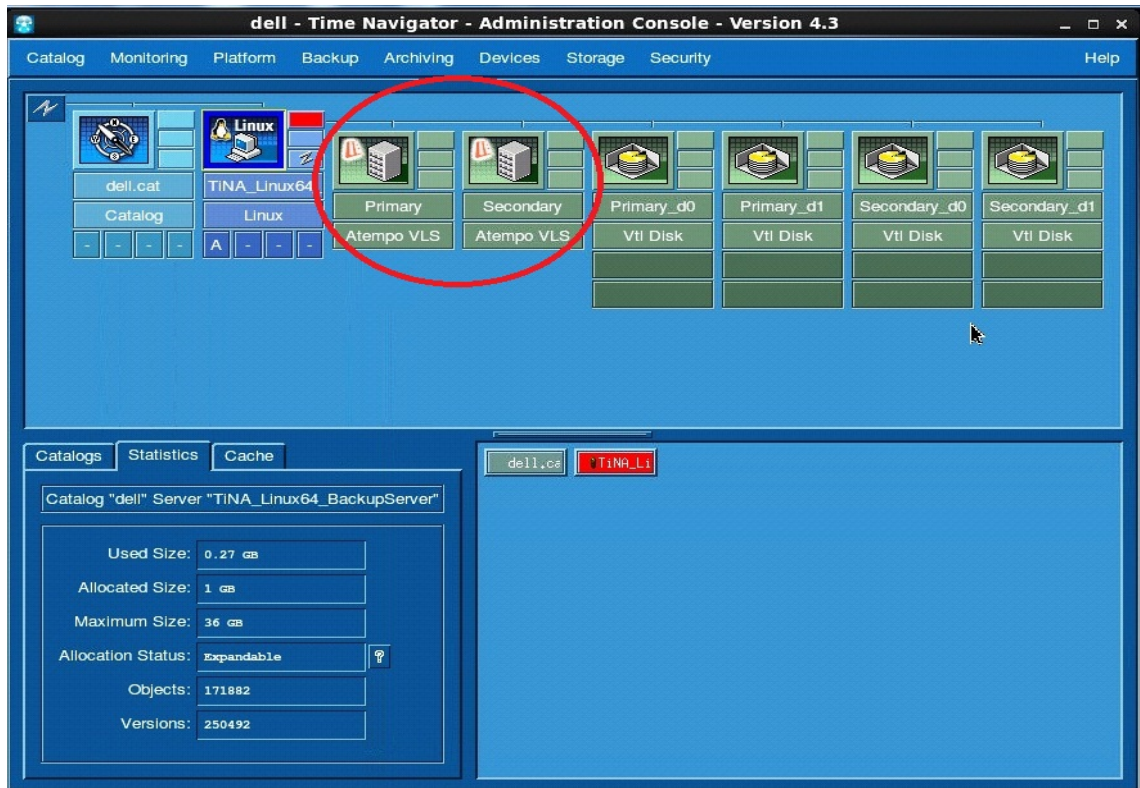 dell - Time Navigator - Administration Console - Version 4.3
Catalog Monitoring Platform Backup Archiving Devices Storage Security Help
Linux
dell.cat TiNA_Linux64 Primary Secondary Primary_d0 Primary_d1 Secondary_d0 Secondary_d1
Catalog Linux Atempo VLS Atempo VLS Vtl Disk Vtl Disk Vtl Disk Vtl Disk
- - - - A - - -
Catalogs Statistics Cache
dell.ca TiNA_Li
Catalog "dell" Server "TiNA_Linux64_BackupServer"
Used Size: 0.27 GB
Allocated Size: 1 GB
Maximum Size: 36 GB
Allocation Status: Expandable ?
Objects: 171882
Versions: 250492